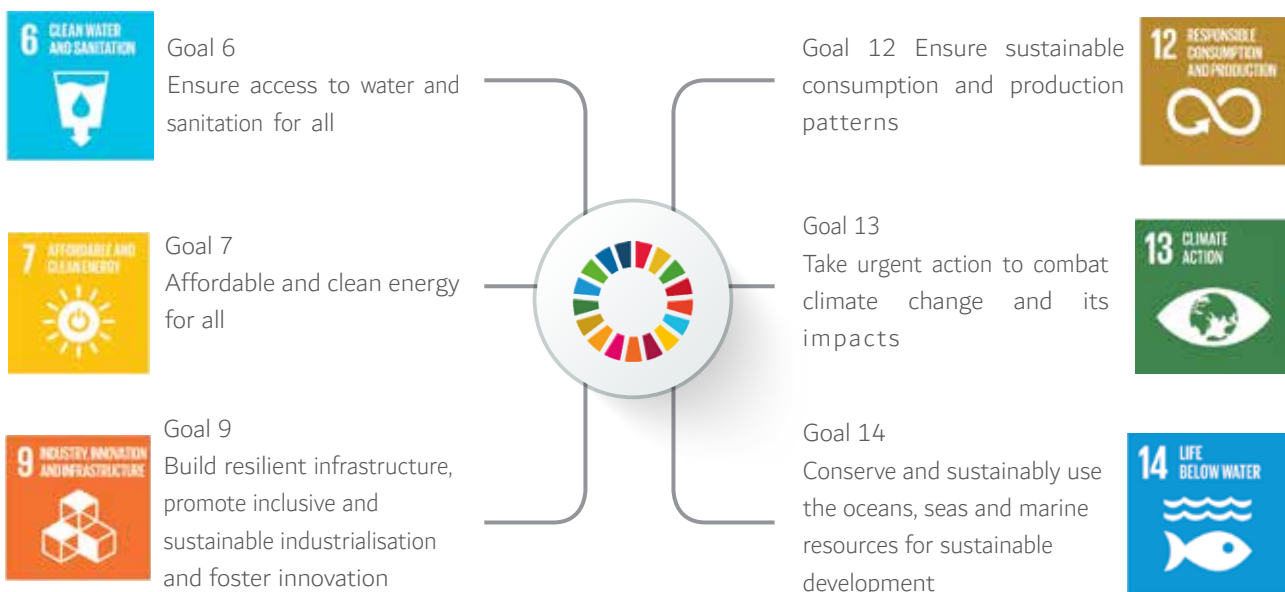 6 CLEAN WATER
AND SANITATION
Goal 6
Ensure access to water and
sanitation for all
7 AFFORDABLE AND
CLEAN ENERGY
Goal 7
Affordable and clean energy
for all
9 INDUSTRY, INNOVATION
AND INFRASTRUCTURE
Goal 9
Build resilient infrastructure,
promote inclusive and
sustainable industrialisation
and foster innovation
Goal 12 Ensure sustainable
consumption and production
patterns
12 RESPONSIBLE
CONSUMPTION
AND PRODUCTION
Goal 13
Take urgent action to combat
climate change and its
impacts
13 CLIMATE
ACTION
Goal 14
Conserve and sustainably use
the oceans, seas and marine
resources for sustainable
development
14 LIFE
BELOW WATER